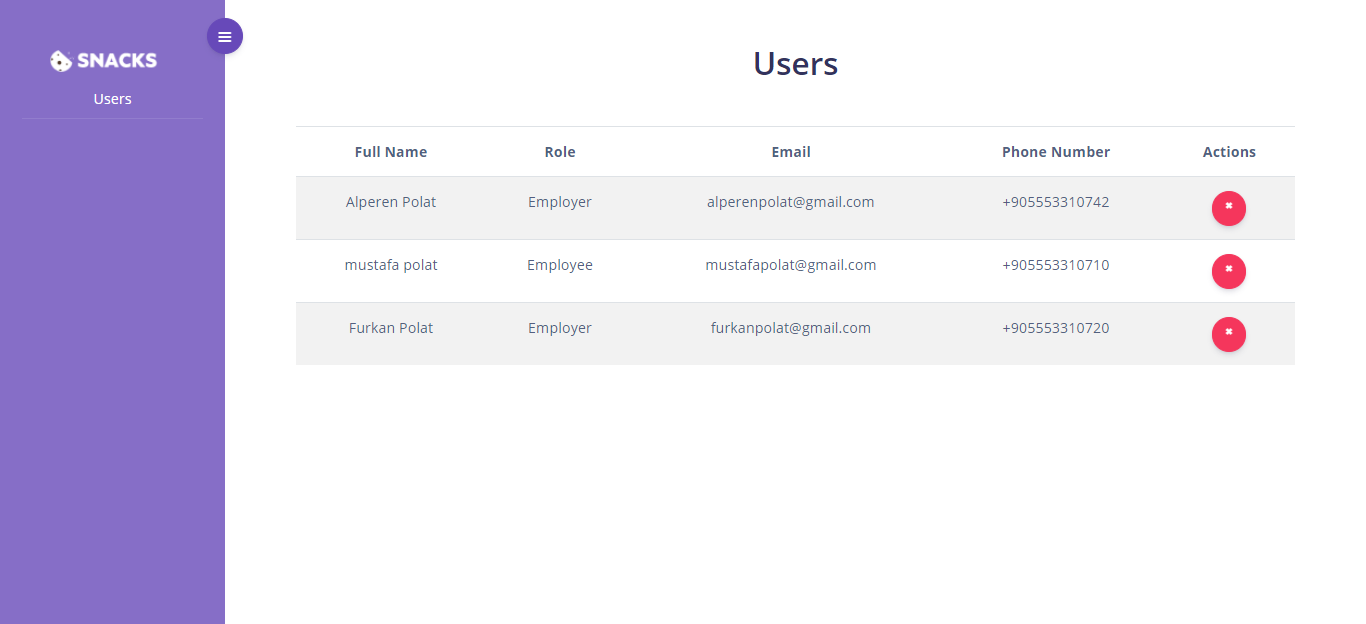 SNACKS
Users
Users
Full Name Role Email Phone Number Actions
Alperen Polat Employer alperenpolat@gmail.com +905553310742
mustafa polat Employee mustafapolat@gmail.com +905553310710
Furkan Polat Employer furkanpolat@gmail.com +905553310720